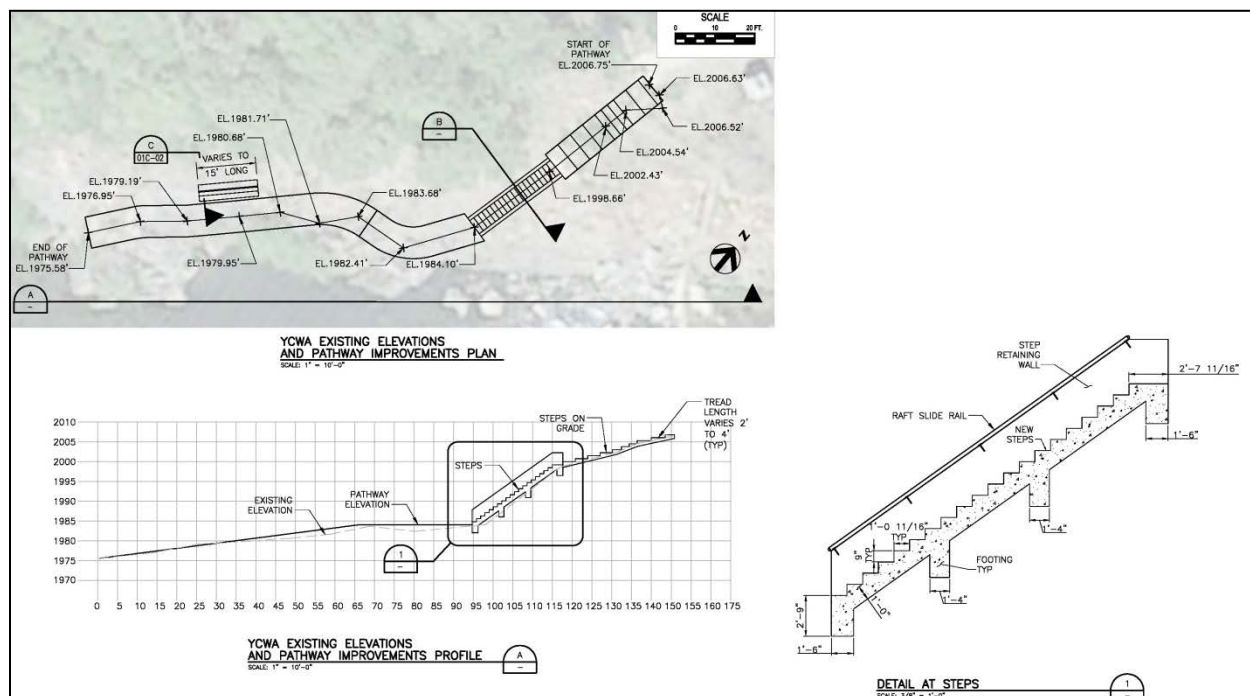 SCALE
0 10 20 FT.
START OF
PATHWAY
EL.2006.75'
EL.2006.63'
EL.2006.52'
EL.2004.54'
EL.2002.43'
EL.1998.66'
B
-
EL.1981.71'
EL.1980.68'
C
01C-02
VARIES TO
15' LONG
EL.1979.19'
EL.1976.95'
EL.1983.68'
END OF
PATHWAY
EL.1975.58'
EL.1979.95'
EL.1982.41'
EL.1984.10'
N
A
-
YCWA EXISTING ELEVATIONS
AND PATHWAY IMPROVEMENTS PLAN
SCALE: 1" = 10'-0"
2010
2005
2000
1995
1990
1985
1980
1975
1970
EXISTING
ELEVATION
PATHWAY
ELEVATION
STEPS
STEPS ON
GRADE
TREAD
LENGTH
VARIES 2'
TO 4'
(TYP)
1
-
0 5 10 15 20 25 30 35 40 45 50 55 60 65 70 75 80 85 90 95 100 105 110 115 120 125 130 135 140 145 150 155 160 165 170 175
YCWA EXISTING ELEVATIONS
AND PATHWAY IMPROVEMENTS PROFILE
A
-
SCALE: 1" = 10'-0"
STEP
RETAINING
WALL
2'-7 11/16"
RAFT SLIDE RAIL
NEW
STEPS
1'-6"
1'-0 11/16"
TYP
9"
TYP
1'-4"
FOOTING
TYP
1'-0"
1'-4"
2'-9"
1'-6"
DETAIL AT STEPS
1
-
SCALE: 3/8" = 1'-0"